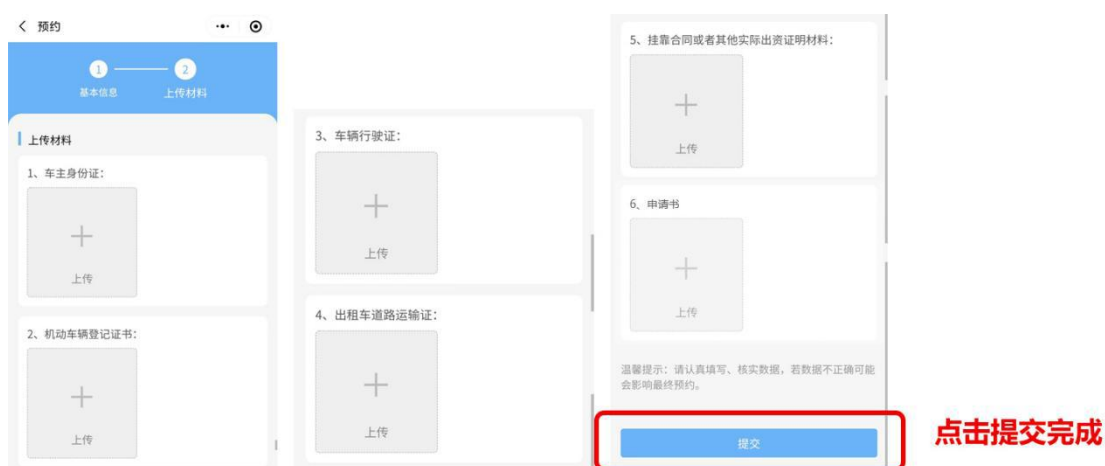 预约
1
2
基本信息
上传材料
上传材料
1、车主身份证：
上传
2、机动车辆登记证书：
上传
3、车辆行驶证：
上传
4、出租车道路运输证：
上传
5、挂靠合同或者其他实际出资证明材料：
上传
6、申请书
上传
温馨提示：请认真填写、核实数据，若数据不正确可能
会影响最终预约。
提交
点击提交完成